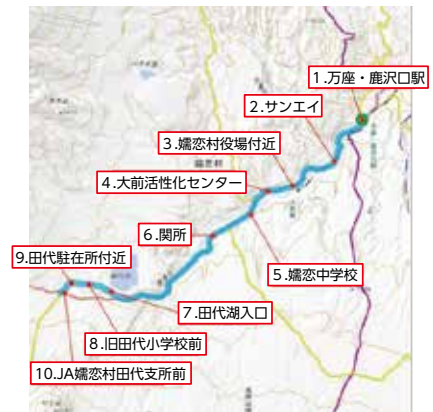 1.万座・鹿沢口駅
2.サンエイ
3.嬬恋村役場付近
4.大前活性化センター
6.関所
9.田代駐在所付近
5.嬬恋中学校
7.田代湖入口
8.旧田代小学校前
10.JA嬬恋村田代支所前